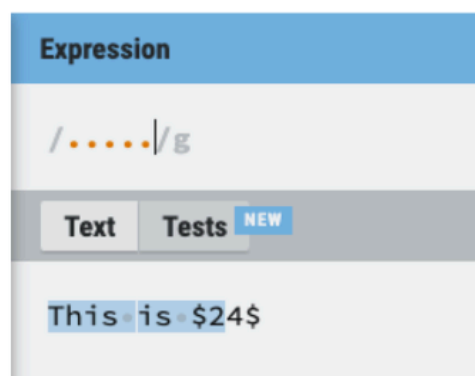 Expression
/...../g
Text Tests NEW
This is $24$